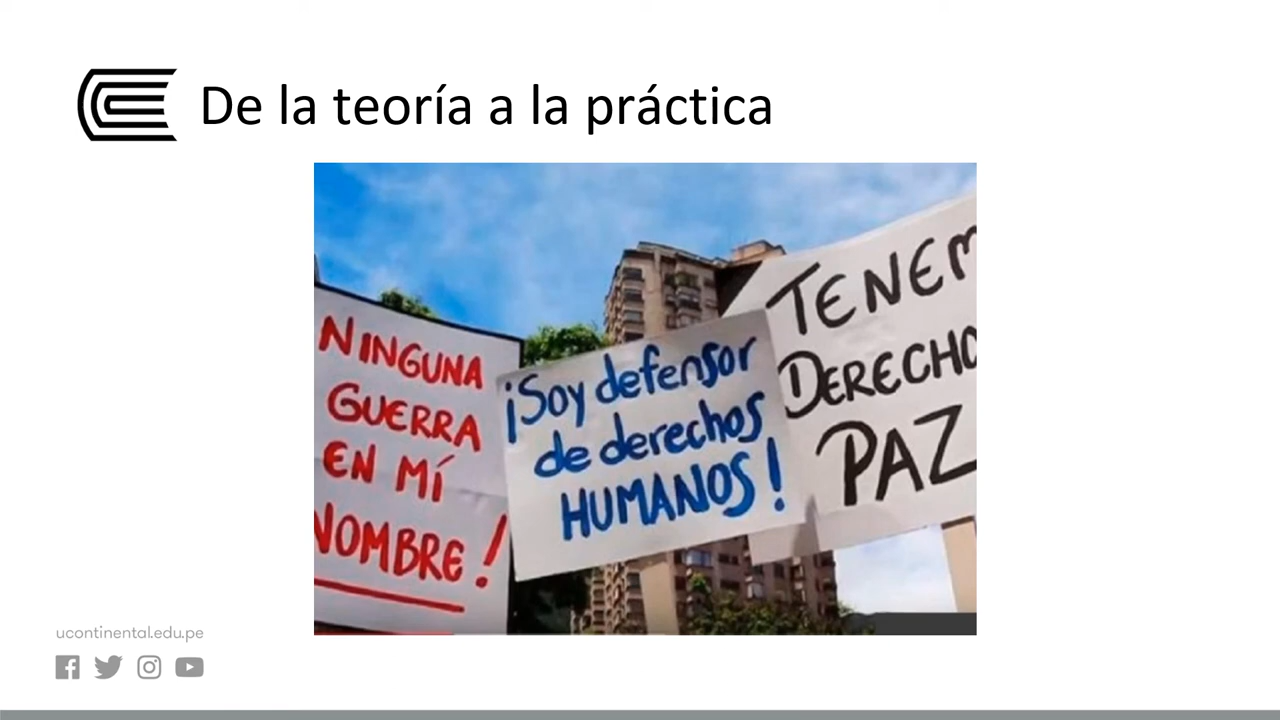 De la teoría a la práctica
NINGUNA
GUERRA
EN MÍ
NOMBRE!
¡Soy defensor
de derechos
HUMANOS!
TENEM
DERECHO
PAZ
ucontinental.edu.pe